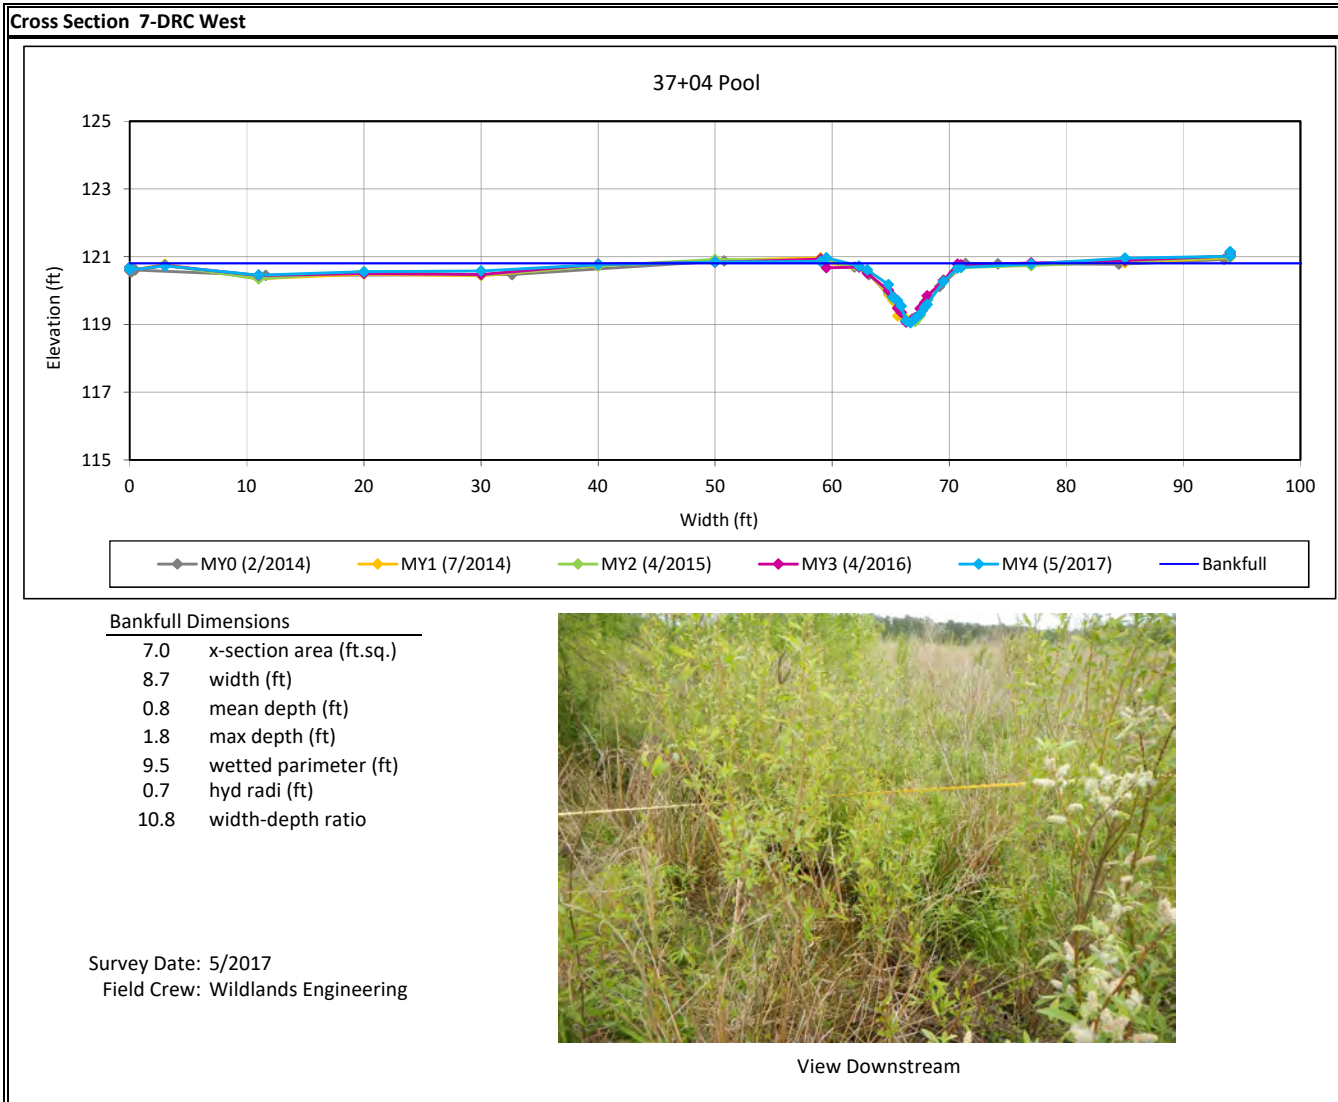 Cross Section 7-DRC West
37+04 Pool
Elevation (ft)
125
123
121
119
117
115
0 10 20 30 40 50 60 70 80 90 100
Width (ft)
MY0 (2/2014) MY1 (7/2014) MY2 (4/2015) MY3 (4/2016) MY4 (5/2017) Bankfull
Bankfull Dimensions
7.0 x-section area (ft.sq.)
8.7 width (ft)
0.8 mean depth (ft)
1.8 max depth (ft)
9.5 wetted parimeter (ft)
0.7 hyd radi (ft)
10.8 width-depth ratio
Survey Date: 5/2017
Field Crew: Wildlands Engineering
View Downstream